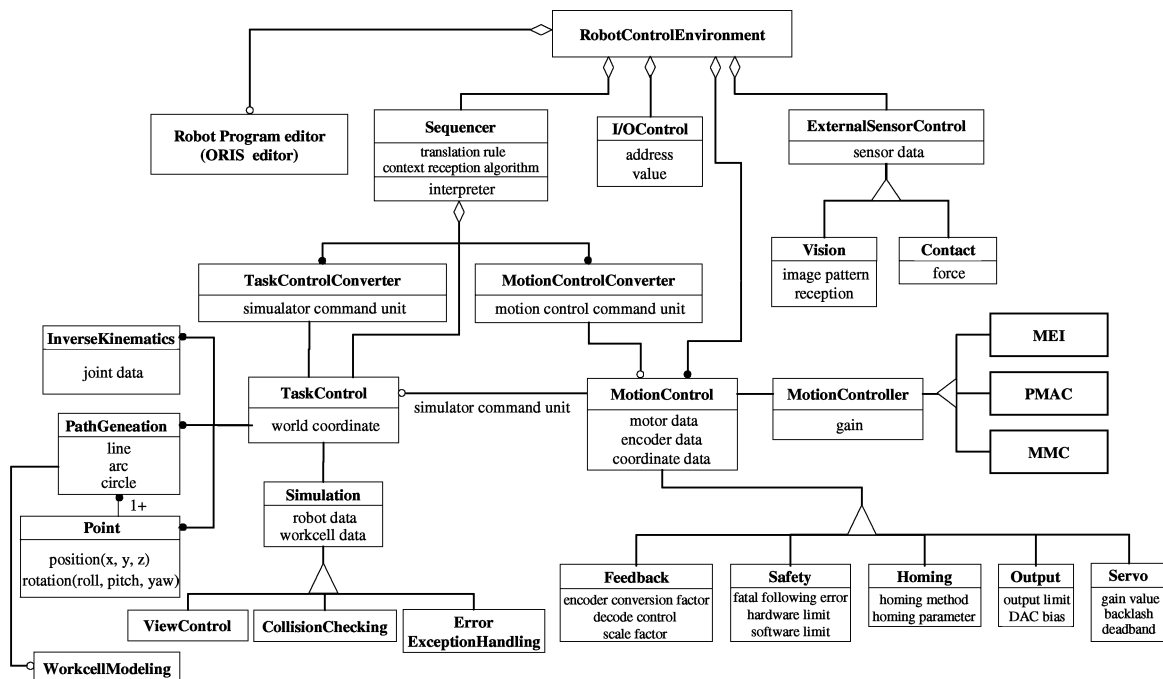 RobotControlEnvironment
Robot Program editor
(ORIS editor)
Sequencer
translation rule
context reception algorithm
interpreter
I/OControl
address
value
ExternalSensorControl
sensor data
Vision
image pattern
reception
Contact
force
TaskControlConverter
simualator command unit
MotionControlConverter
motion control command unit
InverseKinematics
joint data
TaskControl
world coordinate
simulator command unit
MotionControl
motor data
encoder data
coordinate data
MotionController
gain
MEI
PMAC
MMC
PathGeneation
line
arc
circle
1+
Point
position(x, y, z)
rotation(roll, pitch, yaw)
Simulation
robot data
workcell data
ViewControl
CollisionChecking
Error
ExceptionHandling
WorkcellModeling
Feedback
encoder conversion factor
decode control
scale factor
Safety
fatal following error
hardware limit
software limit
Homing
homing method
homing parameter
Output
output limit
DAC bias
Servo
gain value
backlash
deadband